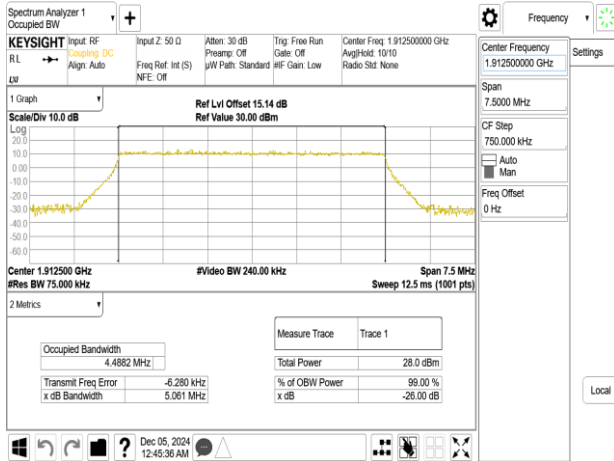 Spectrum Analyzer 1
Occupied BW
Frequency
KEYSIGHT
RL
Input: RF
Coupling: DC
Align: Auto
Input Z: 50 Ω
Freq Ref: Int (S)
NFE: Off
Atten: 30 dB
Preamp: Off
µW Path: Standard
Trig: Free Run
Gate: Off
#IF Gain: Low
Center Freq: 1.912500000 GHz
Avg|Hold: 10/10
Radio Std: None
Center Frequency
1.912500000 GHz
Settings
Span
7.5000 MHz
CF Step
750.000 kHz
Auto
Man
Freq Offset
0 Hz
Local
1 Graph
Scale/Div 10.0 dB
Ref Lvl Offset 15.14 dB
Ref Value 30.00 dBm
Log
20.0
10.0
0.00
-10.0
-20.0
-30.0
-40.0
-50.0
-60.0
Center 1.912500 GHz
#Video BW 240.00 kHz
Span 7.5 MHz
#Res BW 75.000 kHz
Sweep 12.5 ms (1001 pts)
2 Metrics
Measure Trace Trace 1
Occupied Bandwidth
4.4882 MHz
Total Power 28.0 dBm
Transmit Freq Error -6.280 kHz
% of OBW Power 99.00 %
x dB Bandwidth 5.061 MHz
x dB -26.00 dB
?
Dec 05, 2024
12:45:36 AM